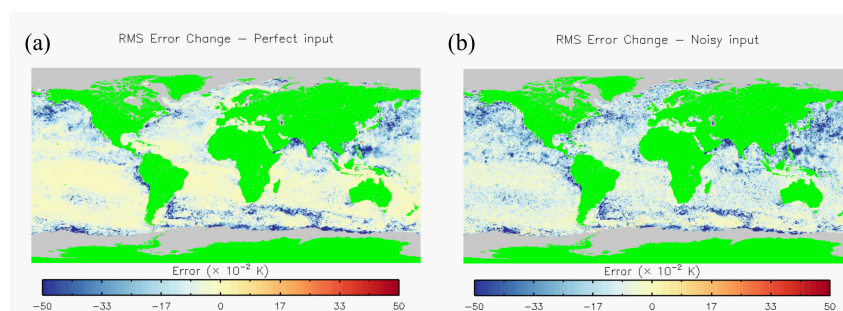 (a) RMS Error Change – Perfect input
Error (× 10⁻² K)
−50 −33 −17 0 17 33 50
(b) RMS Error Change – Noisy input
Error (× 10⁻² K)
−50 −33 −17 0 17 33 50